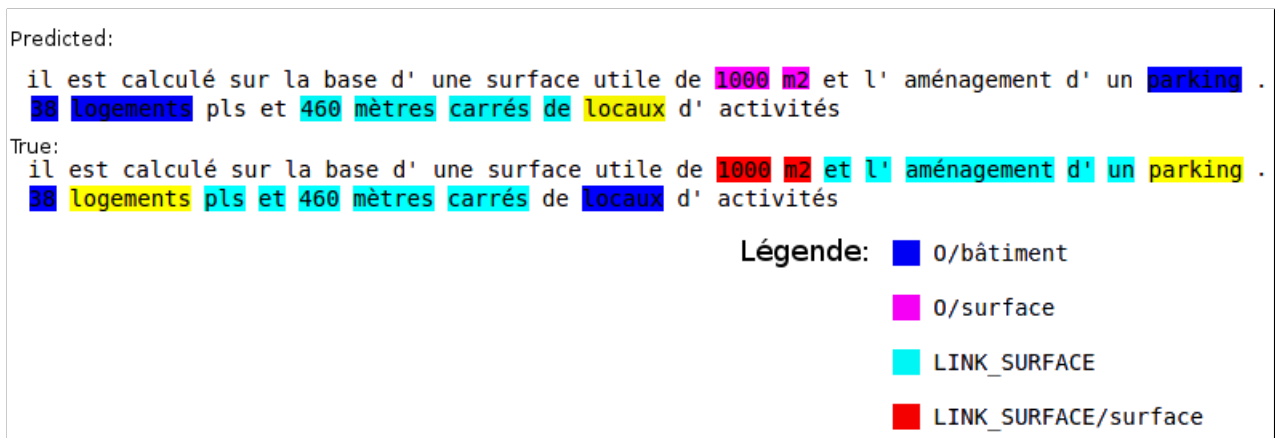 Predicted:
il est calculé sur la base d' une surface utile de 1000 m2 et l' aménagement d' un parking .
38 logements pls et 460 mètres carrés de locaux d' activités
True:
il est calculé sur la base d' une surface utile de 1000 m2 et l' aménagement d' un parking .
38 logements pls et 460 mètres carrés de locaux d' activités
Légende: O/bâtiment
O/surface
LINK_SURFACE
LINK_SURFACE/surface